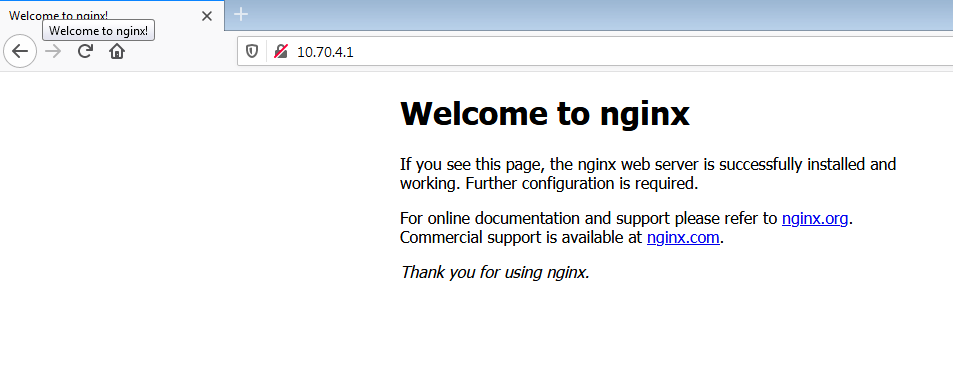 Welcome to nginx!
Welcome to nginx!
10.70.4.1
Welcome to nginx
If you see this page, the nginx web server is successfully installed and
working. Further configuration is required.
For online documentation and support please refer to nginx.org.
Commercial support is available at nginx.com.
Thank you for using nginx.